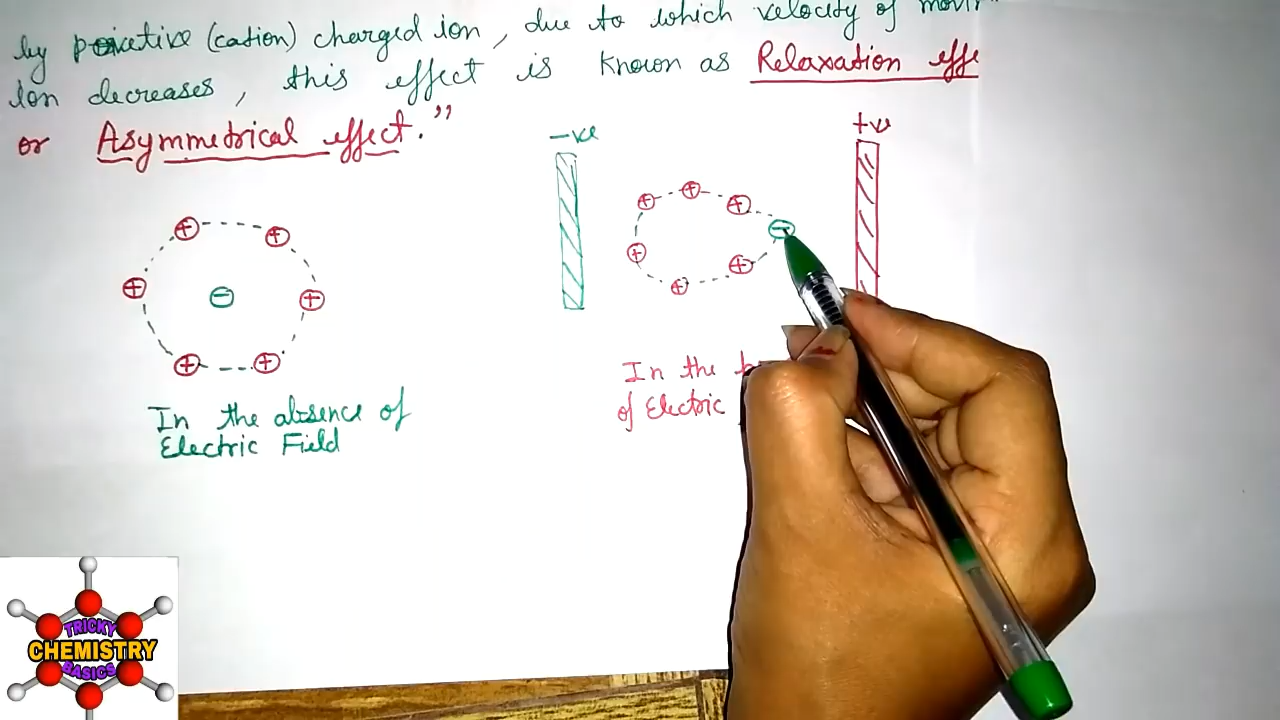 by (cation) charged ion, due to which velocity of
Ion decreases, this effect is known as Relaxation effe
or Asymmetrical effect."
-ve
+ve
In the absence of
Electric Field
In the
of Electric
TRICKY
CHEMISTRY
BASICS